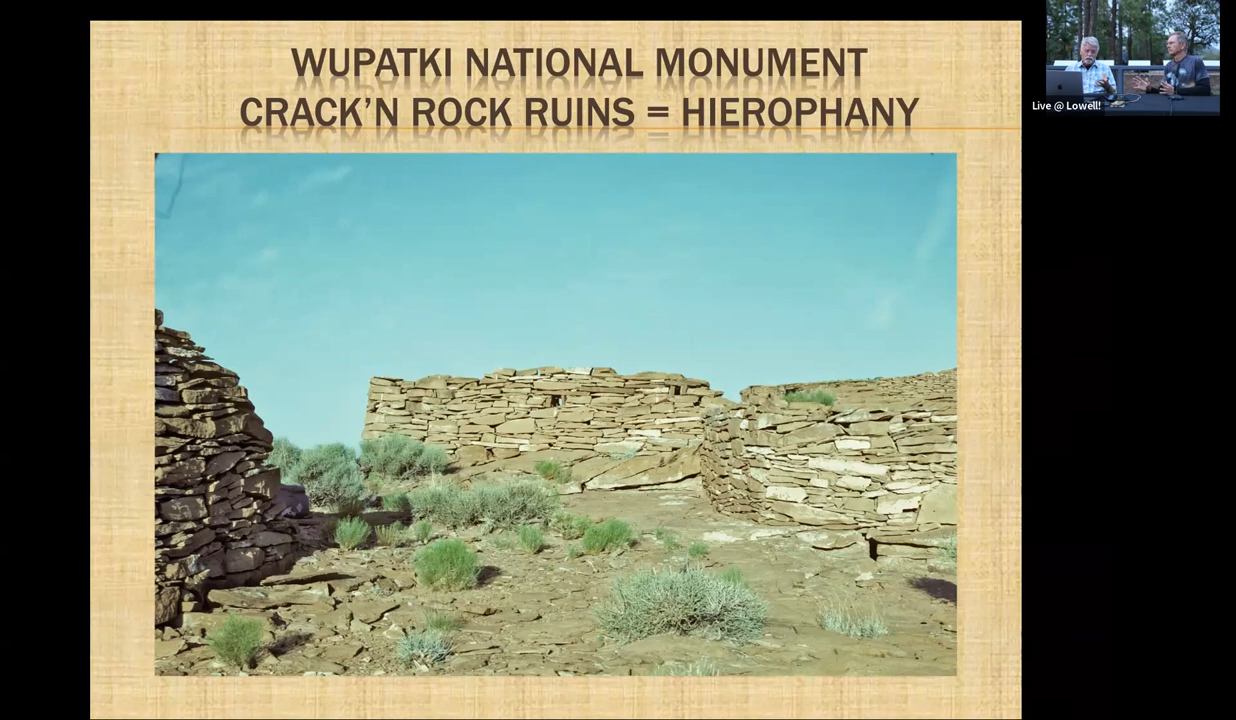 WUPATKI NATIONAL MONUMENT
CRACK’N ROCK RUINS = HIEROPHANY
Live @ Lowell!